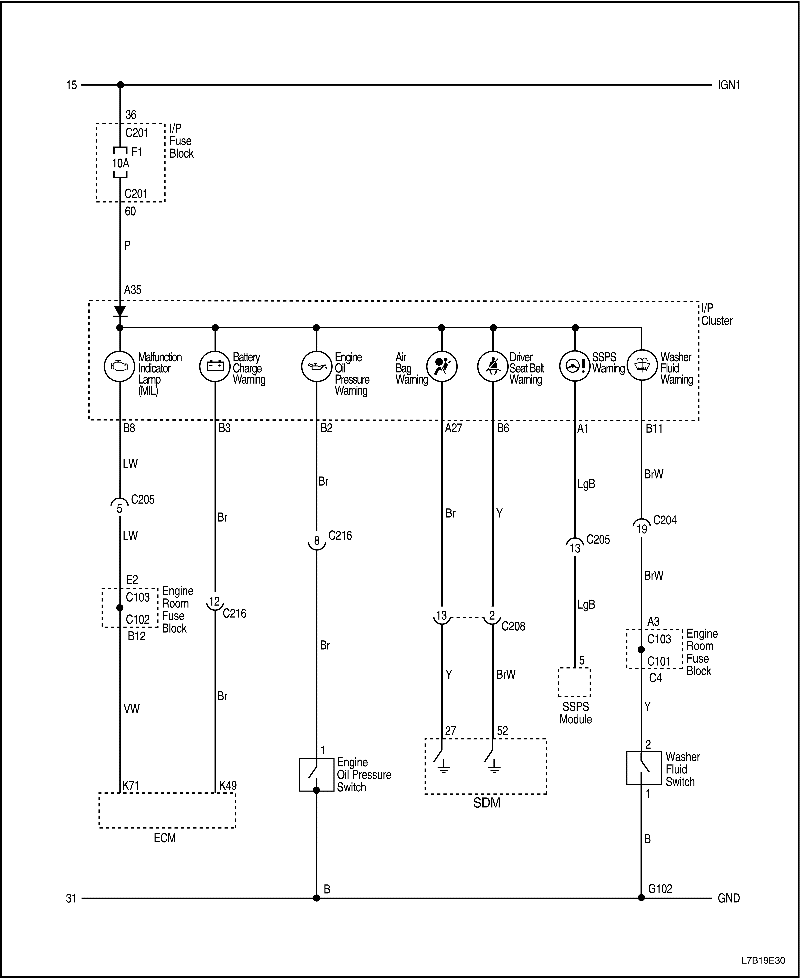 15
IGN1
36
C201
I/P
Fuse
Block
F1
10A
C201
60
P
A35
I/P
Cluster
Malfunction
Indicator
Lamp
(MIL)
Battery
Charge
Warning
Engine
Oil
Pressure
Warning
Air
Bag
Warning
Driver
Seat Belt
Warning
SSPS
Warning
Washer
Fluid
Warning
B8
B3
B2
A27
B6
A1
B11
LW
Br
BrW
LgB
5
C205
Br
Br
Y
19
C204
LW
8
C216
13
C205
E2
C103
C102
B12
Engine
Room
Fuse
Block
12
C216
BrW
LgB
13
2
C208
A3
C103
C101
C4
Engine
Room
Fuse
Block
Br
Y
BrW
5
SSPS
Module
VW
Br
Y
1
Engine
Oil Pressure
Switch
27
52
SDM
2
Washer
Fluid
Switch
1
K71
K49
ECM
B
31
B
G102
GND
L7B19E30